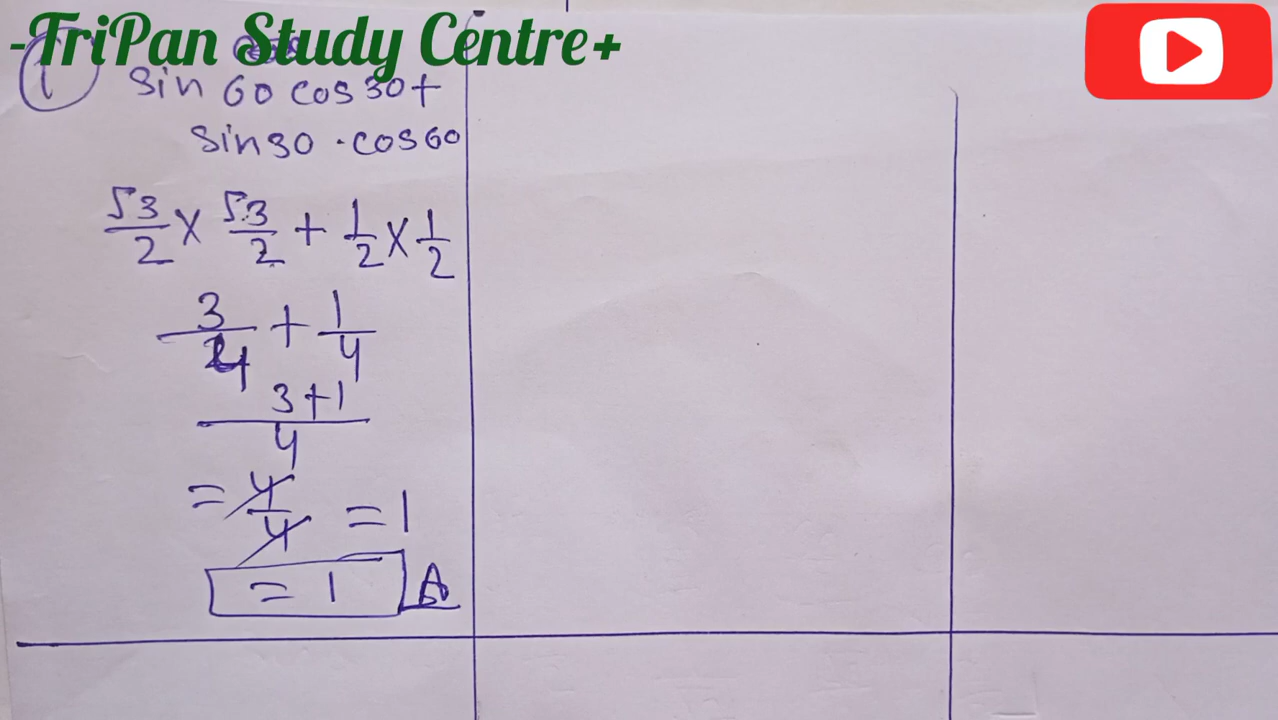 -TriPan Study Centre+
1 sin 60 cos 30 +
sin 30 · cos 60
√3/2 × √3/2 + 1/2 × 1/2
3/4 + 1/4
3+1/4
= 4/4 = 1
= 1 A